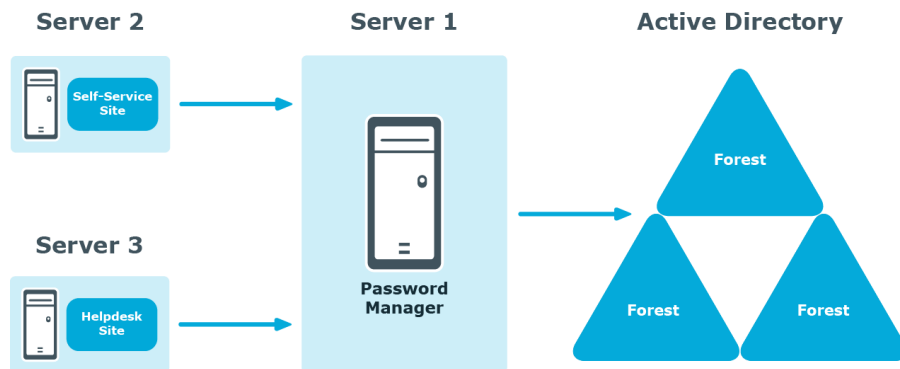 Server 2
Server 1
Active Directory
Self-Service
Site
Forest
Server 3
Password
Manager
Helpdesk
Site
Forest
Forest